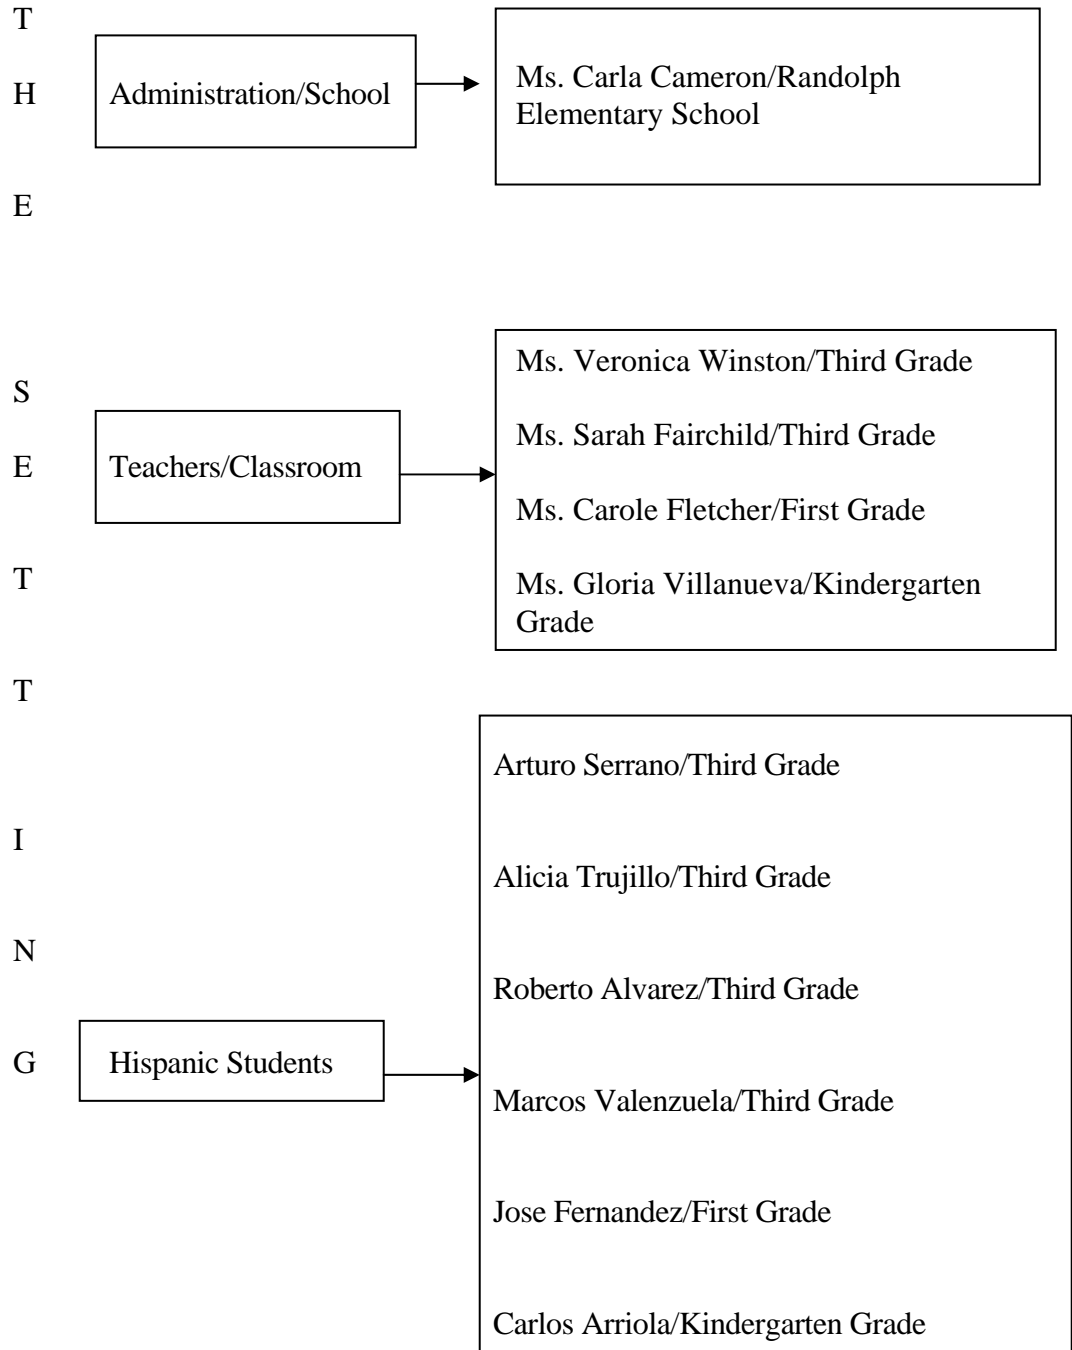 T
H
E
S
E
T
T
I
N
G
Administration/School
Ms. Carla Cameron/Randolph
Elementary School
Teachers/Classroom
Ms. Veronica Winston/Third Grade
Ms. Sarah Fairchild/Third Grade
Ms. Carole Fletcher/First Grade
Ms. Gloria Villanueva/Kindergarten
Grade
Hispanic Students
Arturo Serrano/Third Grade
Alicia Trujillo/Third Grade
Roberto Alvarez/Third Grade
Marcos Valenzuela/Third Grade
Jose Fernandez/First Grade
Carlos Arriola/Kindergarten Grade